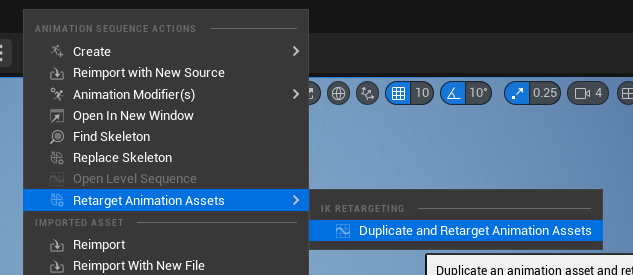 ANIMATION SEQUENCE ACTIONS
Create
Reimport with New Source
Animation Modifier(s)
10
10°
0.25
4
Open In New Window
Find Skeleton
Replace Skeleton
Open Level Sequence
Retarget Animation Assets
IK RETARGETING
Duplicate and Retarget Animation Assets
IMPORTED ASSET
Reimport
Reimport With New File
Duplicate an animation asset and ret